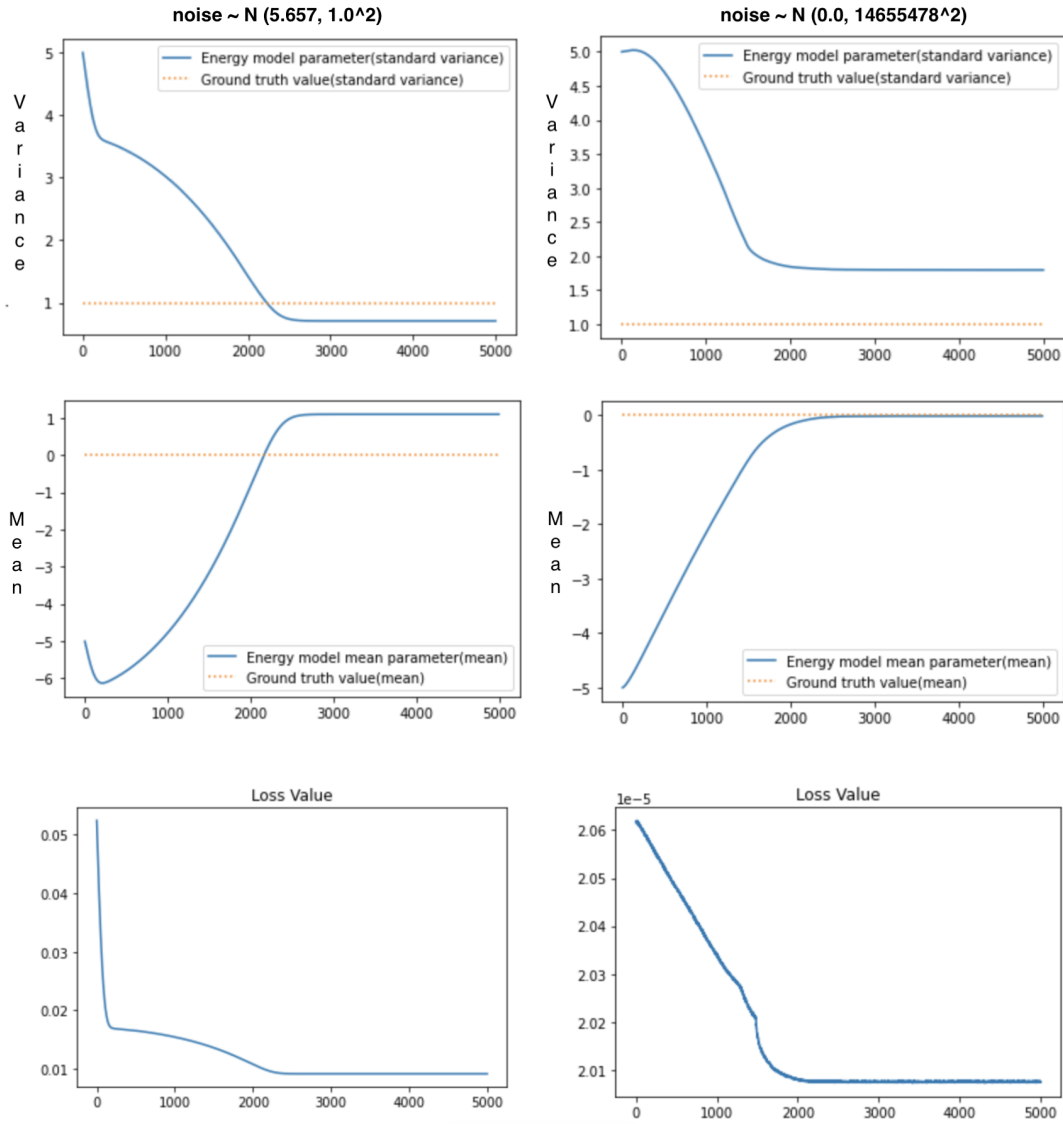 noise ~ N (5.657, 1.0^2)
noise ~ N (0.0, 14655478^2)
Variance
5
4
3
2
1
Energy model parameter(standard variance)
Ground truth value(standard variance)
0 1000 2000 3000 4000 5000
Variance
5.0
4.5
4.0
3.5
3.0
2.5
2.0
1.5
1.0
Energy model parameter(standard variance)
Ground truth value(standard variance)
0 1000 2000 3000 4000 5000
Mean
1
0
−1
−2
−3
−4
−5
−6
Energy model mean parameter(mean)
Ground truth value(mean)
0 1000 2000 3000 4000 5000
Mean
0
−1
−2
−3
−4
−5
Energy model mean parameter(mean)
Ground truth value(mean)
0 1000 2000 3000 4000 5000
Loss Value
0.05
0.04
0.03
0.02
0.01
0 1000 2000 3000 4000 5000
1e−5
Loss Value
2.06
2.05
2.04
2.03
2.02
2.01
0 1000 2000 3000 4000 5000